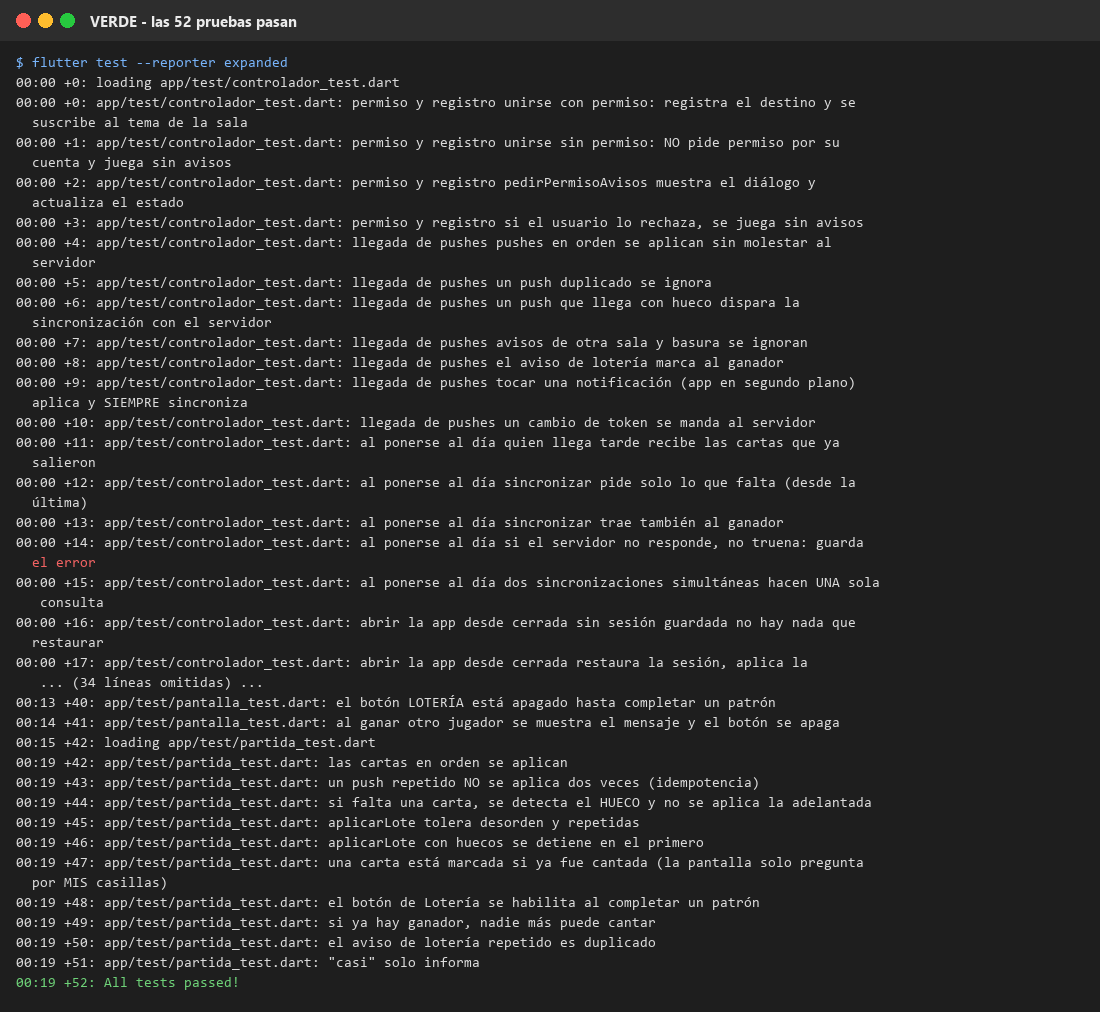 VERDE - las 52 pruebas pasan
$ flutter test --reporter expanded
00:00 +0: loading app/test/controlador_test.dart
00:00 +0: app/test/controlador_test.dart: permiso y registro unirse con permiso: registra el destino y se
suscribe al tema de la sala
00:00 +1: app/test/controlador_test.dart: permiso y registro unirse sin permiso: NO pide permiso por su
cuenta y juega sin avisos
00:00 +2: app/test/controlador_test.dart: permiso y registro pedirPermisoAvisos muestra el diálogo y
actualiza el estado
00:00 +3: app/test/controlador_test.dart: permiso y registro si el usuario lo rechaza, se juega sin avisos
00:00 +4: app/test/controlador_test.dart: llegada de pushes pushes en orden se aplican sin molestar al
servidor
00:00 +5: app/test/controlador_test.dart: llegada de pushes un push duplicado se ignora
00:00 +6: app/test/controlador_test.dart: llegada de pushes un push que llega con hueco dispara la
sincronización con el servidor
00:00 +7: app/test/controlador_test.dart: llegada de pushes avisos de otra sala y basura se ignoran
00:00 +8: app/test/controlador_test.dart: llegada de pushes el aviso de lotería marca al ganador
00:00 +9: app/test/controlador_test.dart: llegada de pushes tocar una notificación (app en segundo plano)
aplica y SIEMPRE sincroniza
00:00 +10: app/test/controlador_test.dart: llegada de pushes un cambio de token se manda al servidor
00:00 +11: app/test/controlador_test.dart: al ponerse al día quien llega tarde recibe las cartas que ya
salieron
00:00 +12: app/test/controlador_test.dart: al ponerse al día sincronizar pide solo lo que falta (desde la
última)
00:00 +13: app/test/controlador_test.dart: al ponerse al día sincronizar trae también al ganador
00:00 +14: app/test/controlador_test.dart: al ponerse al día si el servidor no responde, no truena: guarda
el error
00:00 +15: app/test/controlador_test.dart: al ponerse al día dos sincronizaciones simultáneas hacen UNA sola
consulta
00:00 +16: app/test/controlador_test.dart: abrir la app desde cerrada sin sesión guardada no hay nada que
restaurar
00:00 +17: app/test/controlador_test.dart: abrir la app desde cerrada restaura la sesión, aplica la
... (34 líneas omitidas) ...
00:13 +40: app/test/pantalla_test.dart: el botón LOTERÍA está apagado hasta completar un patrón
00:14 +41: app/test/pantalla_test.dart: al ganar otro jugador se muestra el mensaje y el botón se apaga
00:15 +42: loading app/test/partida_test.dart
00:19 +42: app/test/partida_test.dart: las cartas en orden se aplican
00:19 +43: app/test/partida_test.dart: un push repetido NO se aplica dos veces (idempotencia)
00:19 +44: app/test/partida_test.dart: si falta una carta, se detecta el HUECO y no se aplica la adelantada
00:19 +45: app/test/partida_test.dart: aplicarLote tolera desorden y repetidas
00:19 +46: app/test/partida_test.dart: aplicarLote con huecos se detiene en el primero
00:19 +47: app/test/partida_test.dart: una carta está marcada si ya fue cantada (la pantalla solo pregunta
por MIS casillas)
00:19 +48: app/test/partida_test.dart: el botón de Lotería se habilita al completar un patrón
00:19 +49: app/test/partida_test.dart: si ya hay ganador, nadie más puede cantar
00:19 +50: app/test/partida_test.dart: el aviso de lotería repetido es duplicado
00:19 +51: app/test/partida_test.dart: "casi" solo informa
00:19 +52: All tests passed!